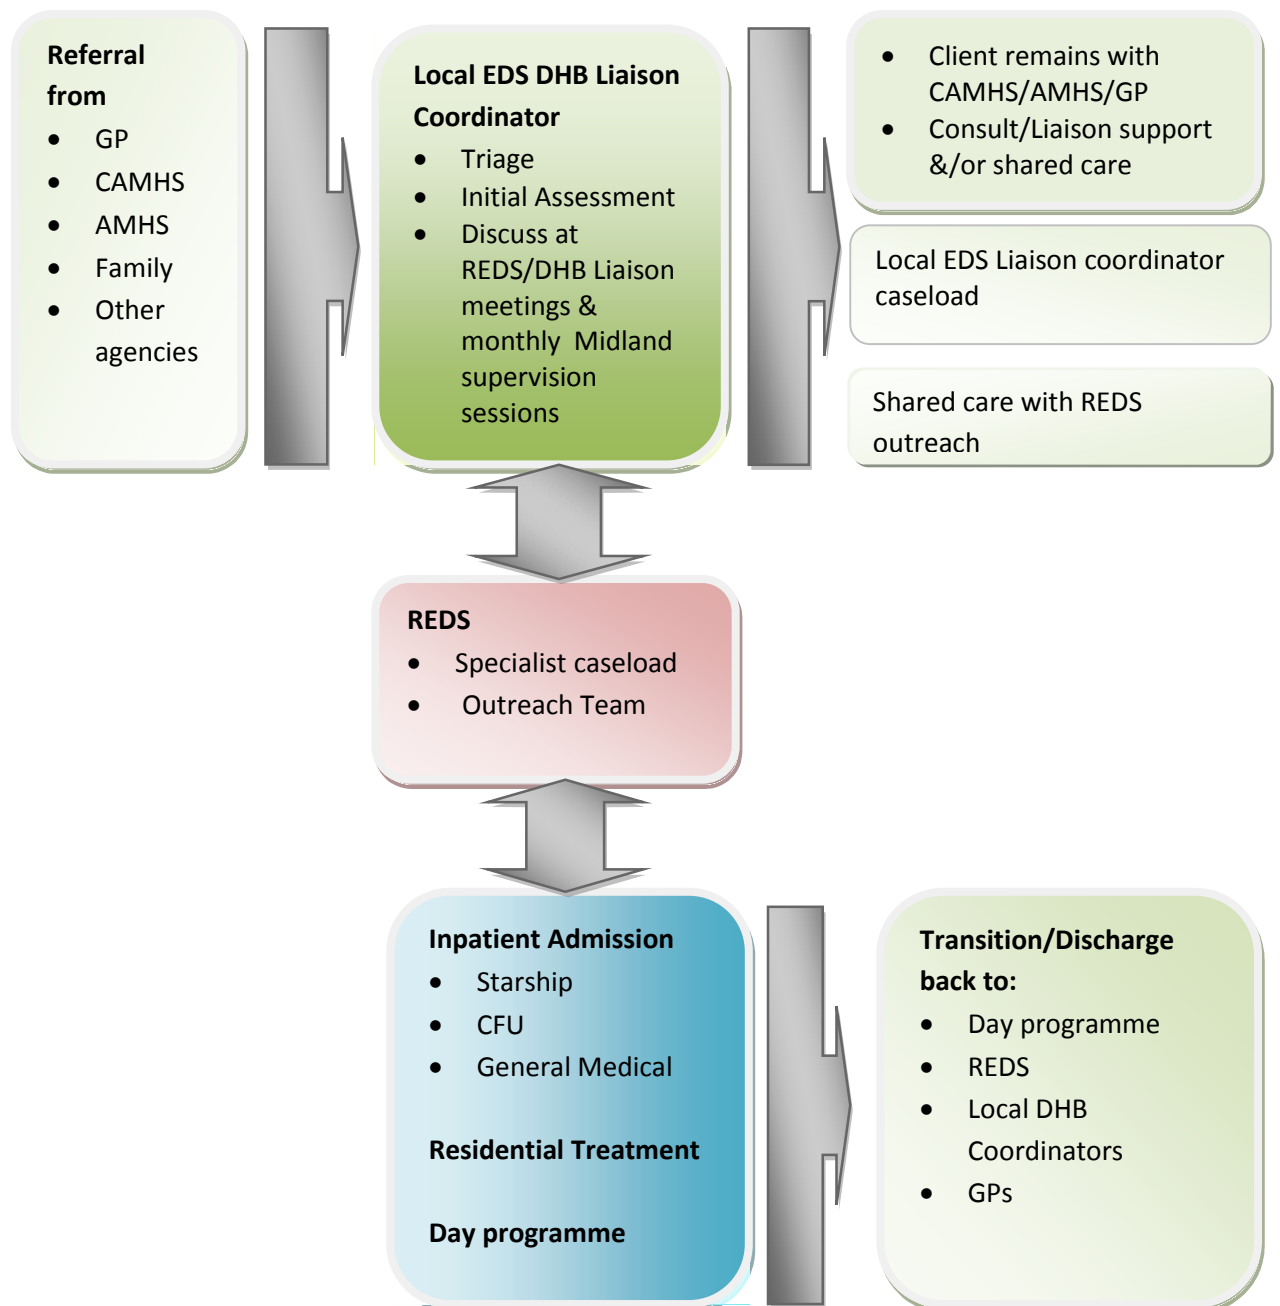 Referral
from
• GP
• CAMHS
• AMHS
• Family
• Other
agencies
Local EDS DHB Liaison
Coordinator
• Triage
• Initial Assessment
• Discuss at
REDS/DHB Liaison
meetings &
monthly Midland
supervision
sessions
• Client remains with
CAMHS/AMHS/GP
• Consult/Liaison support
&/or shared care
Local EDS Liaison coordinator
caseload
Shared care with REDS
outreach
REDS
• Specialist caseload
• Outreach Team
Inpatient Admission
• Starship
• CFU
• General Medical
Residential Treatment
Day programme
Transition/Discharge
back to:
• Day programme
• REDS
• Local DHB
Coordinators
• GPs